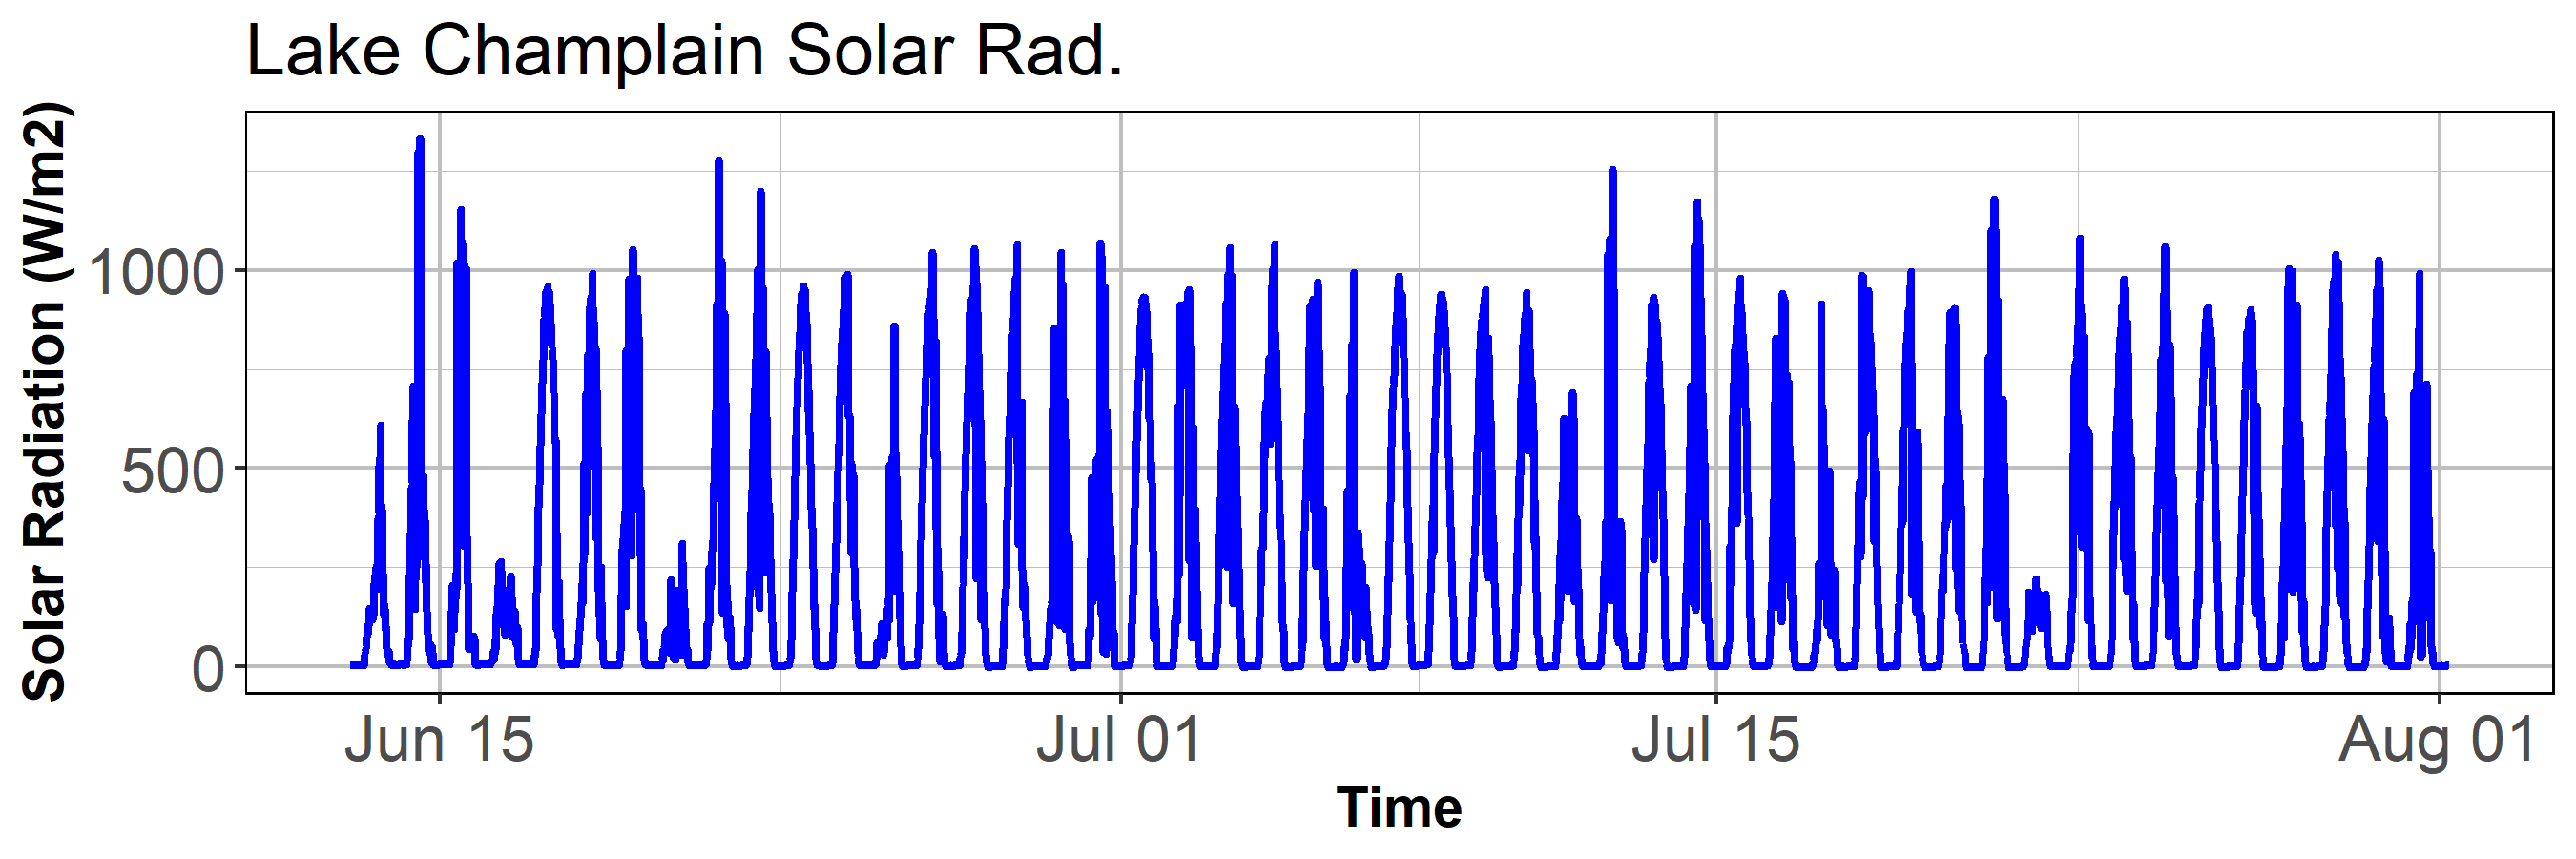 Lake Champlain Solar Rad.
Solar Radiation (W/m2)
1000
500
0
Jun 15
Jul 01
Jul 15
Aug 01
Time